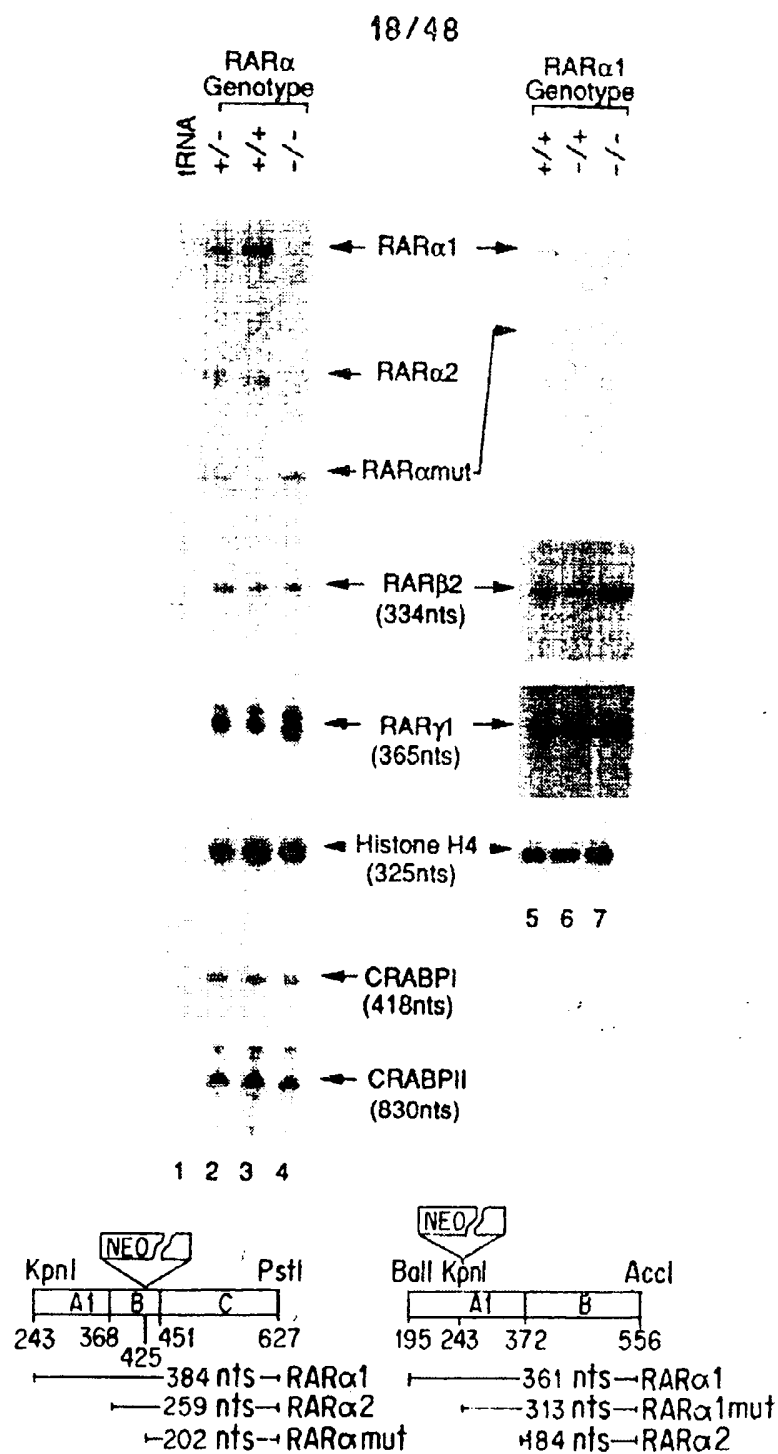 18/48
RARα
Genotype
RARα1
Genotype
tRNA
+/-
+/+
-/-
+/+
-/+
-/-
RARα1
RARα2
RARαmut
RARβ2
(334nts)
RARγ1
(365nts)
Histone H4
(325nts)
5 6 7
CRABPI
(418nts)
CRABPII
(830nts)
1 2 3 4
NEO
KpnI
PstI
A1
B
C
243
368
425
451
627
384 nts
RARα1
259 nts
RARα2
202 nts
RARαmut
NEO
BalI
KpnI
AccI
A1
B
195
243
372
556
361 nts
RARα1
313 nts
RARα1mut
184 nts
RARα2